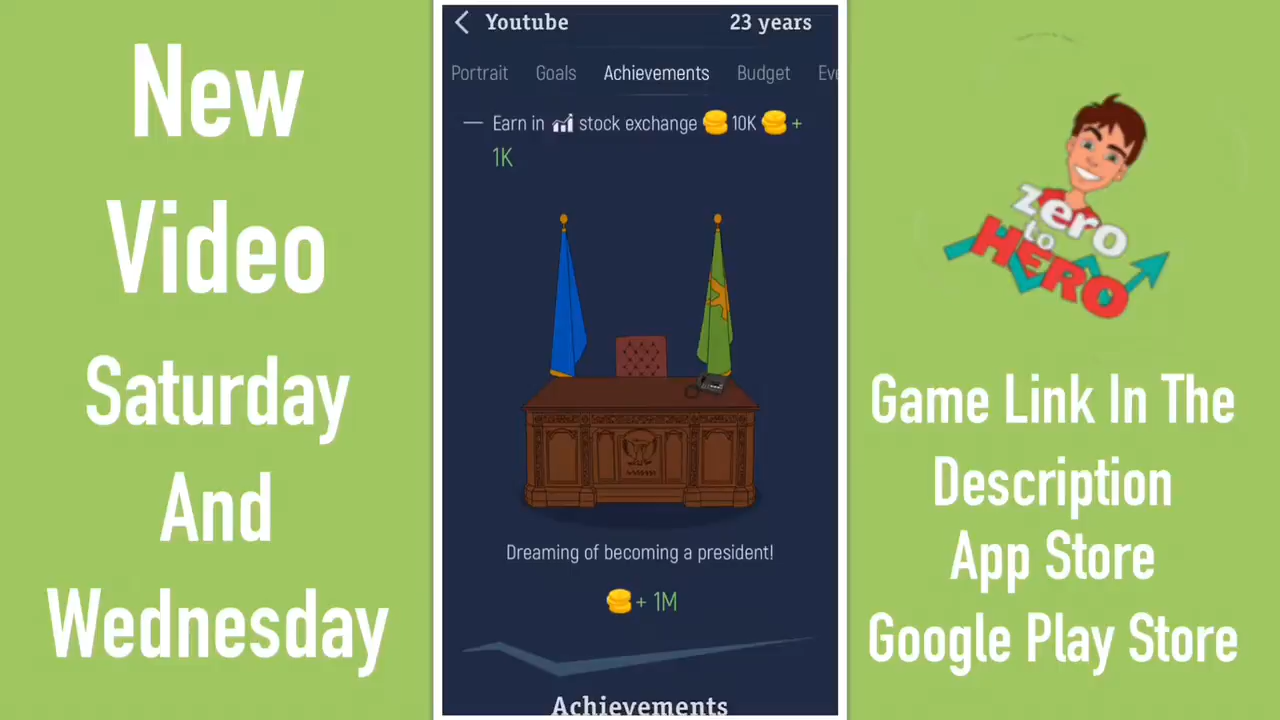 New
Video
Saturday
And
Wednesday
Youtube
23 years
Portrait Goals Achievements Budget Eve
— Earn in stock exchange 10K +
1K
Dreaming of becoming a president!
+ 1M
Achievements
zero
to
HERO
Game Link In The
Description
App Store
Google Play Store